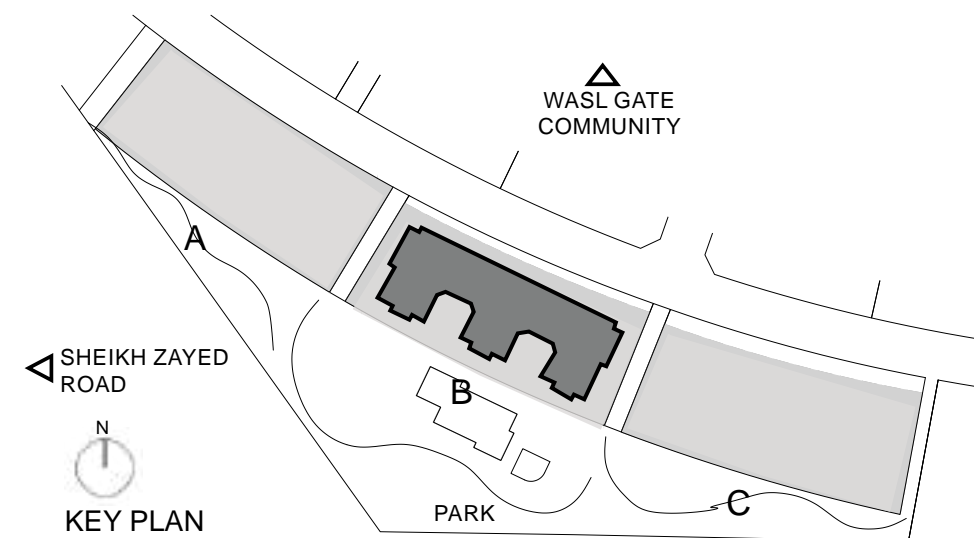 WASL GATE
COMMUNITY
A
SHEIKH ZAYED
ROAD
B
N
KEY PLAN
PARK
C